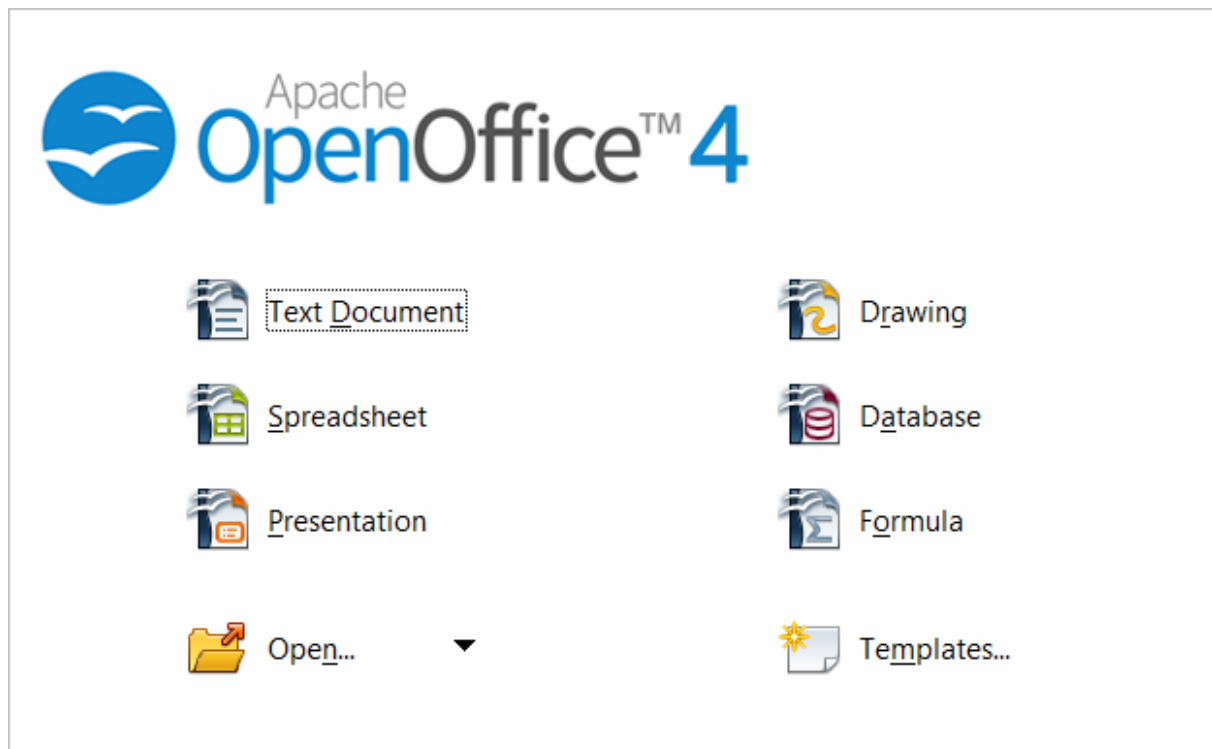 Apache
OpenOffice™ 4
Text Document
Drawing
Spreadsheet
Database
Presentation
Formula
Open...
Templates...